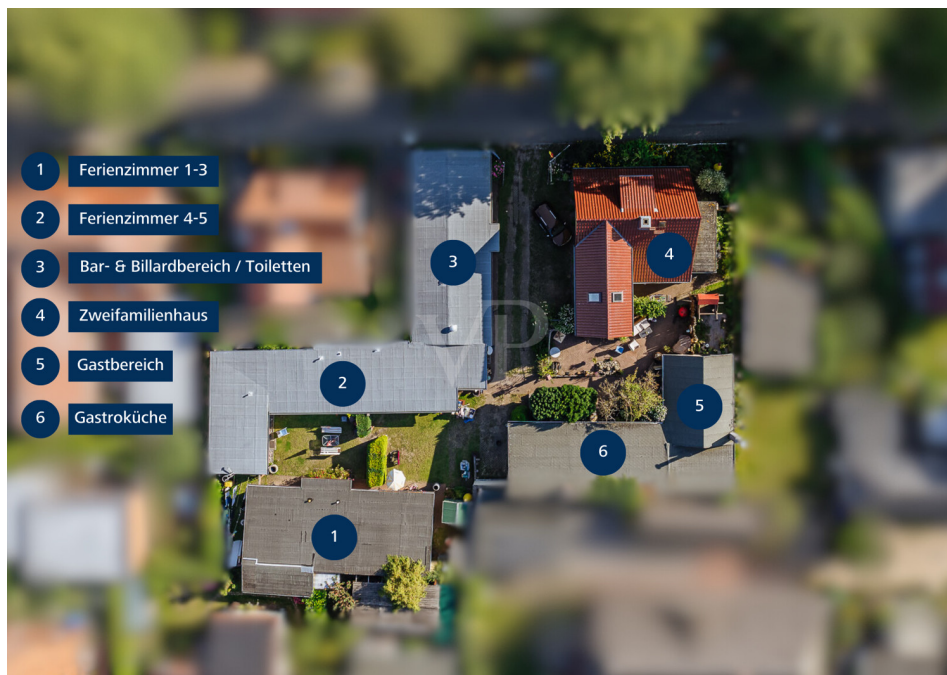 1 Ferienzimmer 1-3
2 Ferienzimmer 4-5
3 Bar- & Billardbereich / Toiletten
4 Zweifamilienhaus
5 Gastbereich
6 Gastroküche
3
4
2
5
6
1
VP